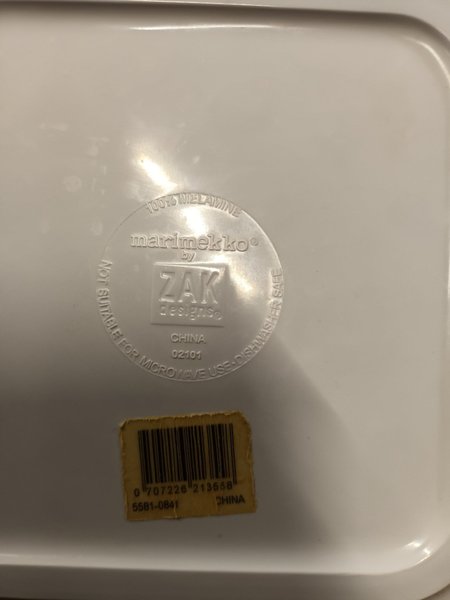 100% MELAMINE
marimekko®
by
ZAK
designs
CHINA
02101
NOT SUITABLE FOR MICROWAVE USE-DISHWASHER SAFE
0 707226 213558
5581-0841 CHINA